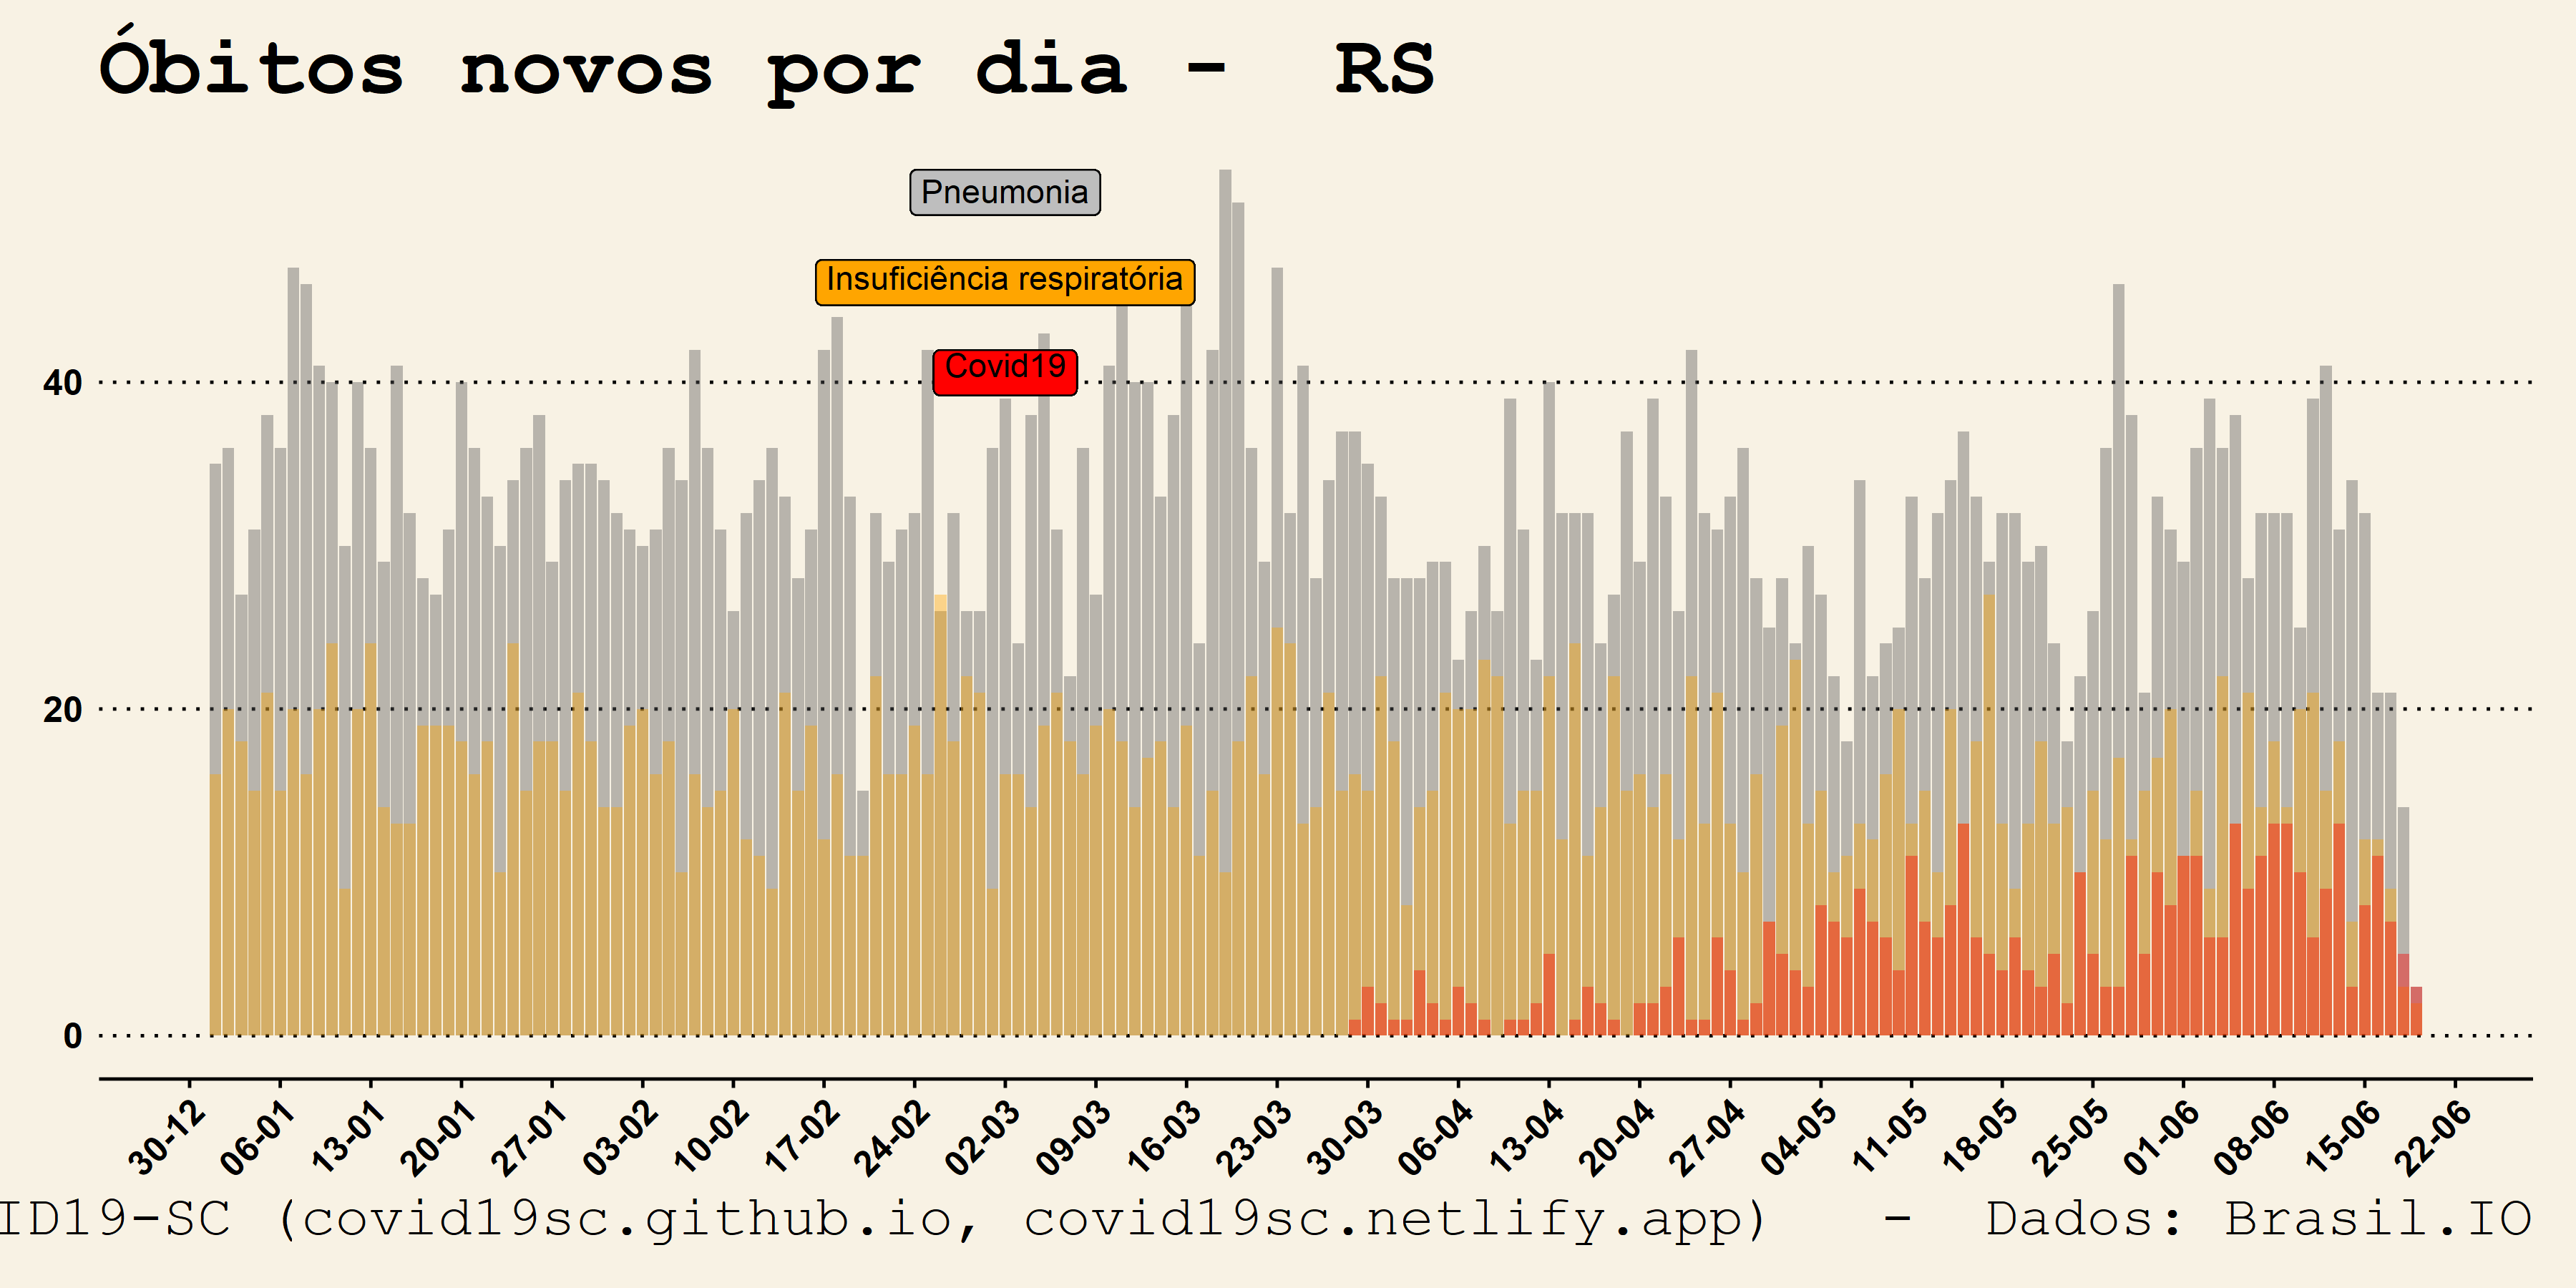 Óbitos novos por dia - RS
Pneumonia
Insuficiência respiratória
Covid19
40
20
0
30-12 06-01 13-01 20-01 27-01 03-02 10-02 17-02 24-02 02-03 09-03 16-03 23-03 30-03 06-04 13-04 20-04 27-04 04-05 11-05 18-05 25-05 01-06 08-06 15-06 22-06
ID19-SC (covid19sc.github.io, covid19sc.netlify.app) - Dados: Brasil.IO